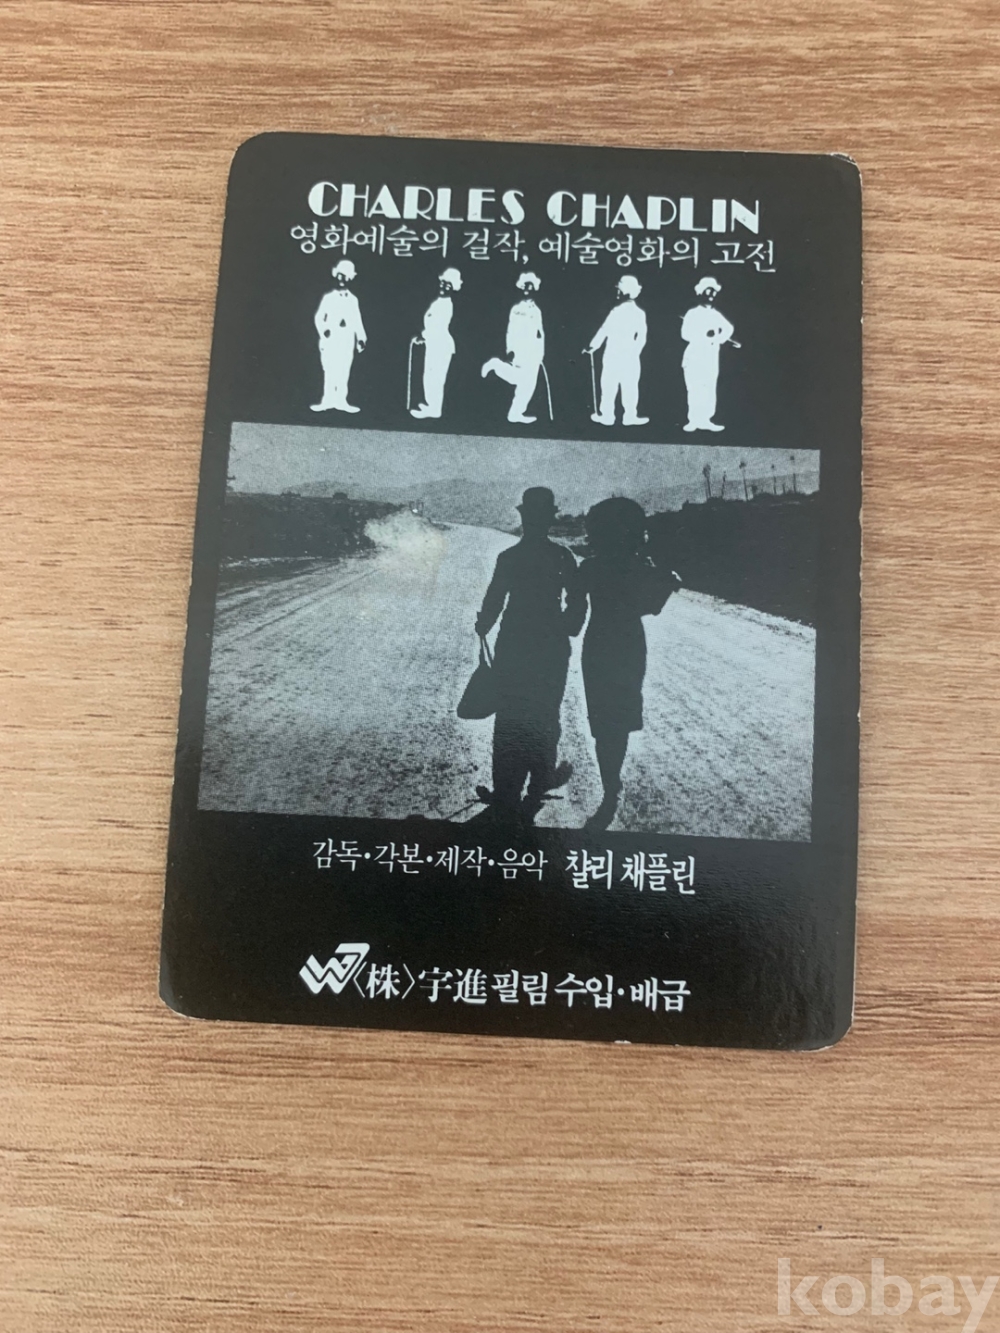 CHARLES CHAPLIN
영화예술의 걸작, 예술영화의 고전
감독·각본·제작·음악 챨리 채플린
W〈株〉宇進필림 수입·배급
kobay